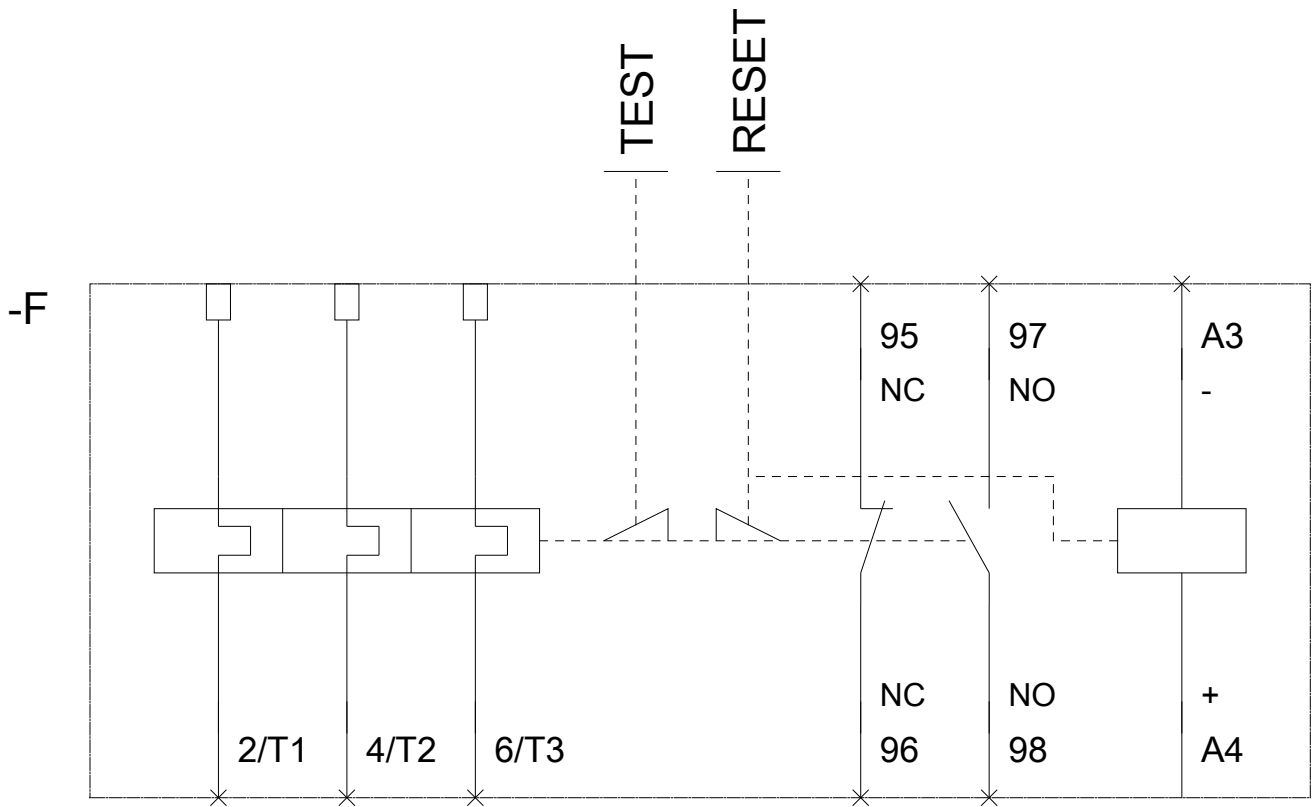 TEST
RESET
-F
95 97 A3
NC NO -
NC NO +
2/T1 4/T2 6/T3 96 98 A4